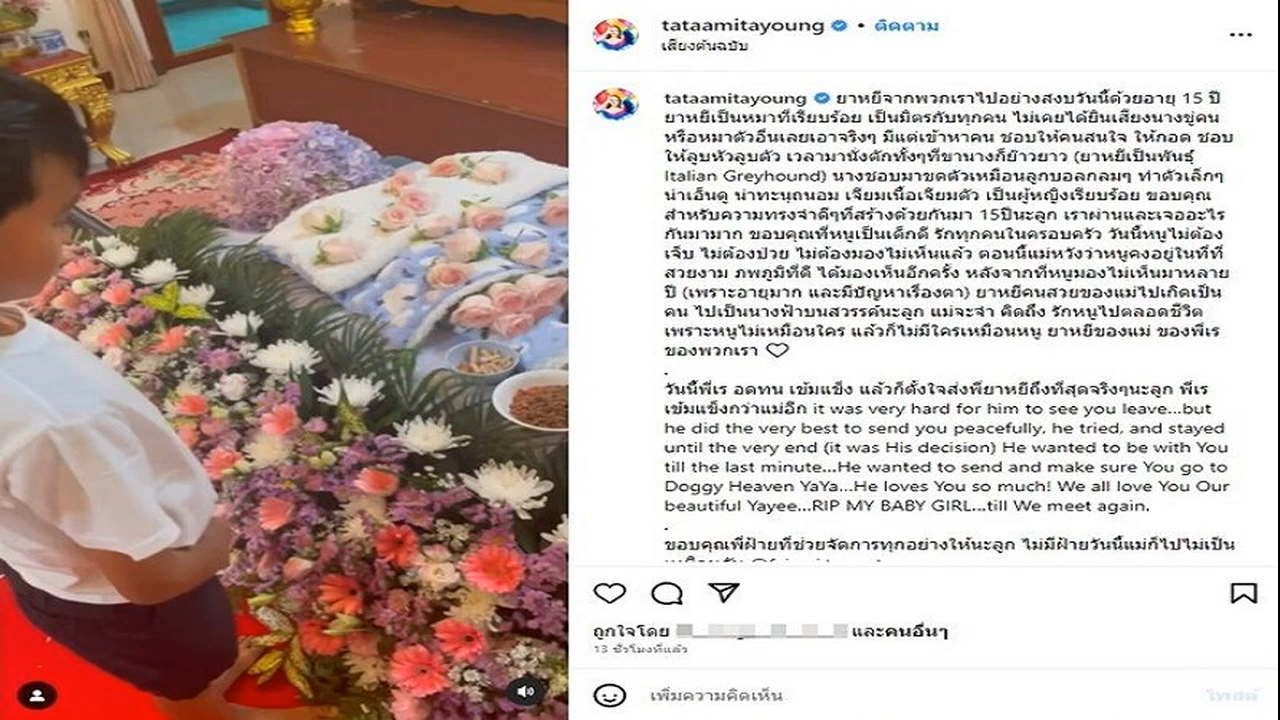 tataamitayoung • ติดตาม
เสียงต้นฉบับ
tataamitayoung ยาหยีจากพวกเราไปอย่างสงบวันนี้ด้วยอายุ 15 ปี
ยาหยีเป็นหมาที่เรียบร้อย เป็นมิตรกับทุกคน ไม่เคยได้ยินเสียงนางขู่คน
หรือหมาตัวอื่นเลยเอาจริงๆ มีแต่เข้าหาคน ชอบให้คนสนใจ ให้กอด ชอบ
ให้ลูบหัวลูบตัว เวลามานั่งตักทั้งๆที่ขานางก็ย๊าวยาว (ยาหยีเป็นพันธุ์
Italian Greyhound) นางชอบมาขดตัวเหมือนลูกบอลกลมๆ ทำตัวเล็กๆ
น่าเอ็นดู น่าทะนุถนอม เจียมเนื้อเจียมตัว เป็นผู้หญิงเรียบร้อย ขอบคุณ
สำหรับความทรงจำดีๆที่สร้างด้วยกันมา 15ปีนะลูก เราผ่านและเจออะไร
กันมามาก ขอบคุณที่หนูเป็นเด็กดี รักทุกคนในครอบครัว วันนี้หนูไม่ต้อง
เจ็บ ไม่ต้องป่วย ไม่ต้องมองไม่เห็นแล้ว ตอนนี้แม่หวังว่าหนูคงอยู่ในที่ที่
สวยงาม ภพภูมิที่ดี ได้มองเห็นอีกครั้ง หลังจากที่หนูมองไม่เห็นมาหลาย
ปี (เพราะอายุมาก และมีปัญหาเรื่องตา) ยาหยีคนสวยของแม่ไปเกิดเป็น
คน ไปเป็นนางฟ้าบนสวรรค์นะลูก แม่จะจำ คิดถึง รักหนูไปตลอดชีวิต
เพราะหนูไม่เหมือนใคร แล้วก็ไม่มีใครเหมือนหนู ยาหยีของแม่ ของพี่เร
ของพวกเรา ♡
.
วันนี้พี่เร อดทน เข้มแข็ง แล้วก็ตั้งใจส่งพี่ยาหยีถึงที่สุดจริงๆนะลูก พี่เร
เข้มแข็งกว่าแม่อีก it was very hard for him to see you leave...but
he did the very best to send you peacefully, he tried, and stayed
until the very end (it was His decision) He wanted to be with You
till the last minute...He wanted to send and make sure You go to
Doggy Heaven YaYa...He loves You so much! We all love You Our
beautiful Yayee...RIP MY BABY GIRL...till We meet again.
.
ขอบคุณพี่ฝ้ายที่ช่วยจัดการทุกอย่างให้นะลูก ไม่มีฝ้ายวันนี้แม่ก็ไปไม่เป็น
ถูกใจโดย และคนอื่นๆ
13 ชั่วโมงที่แล้ว
เพิ่มความคิดเห็น
โพสต์